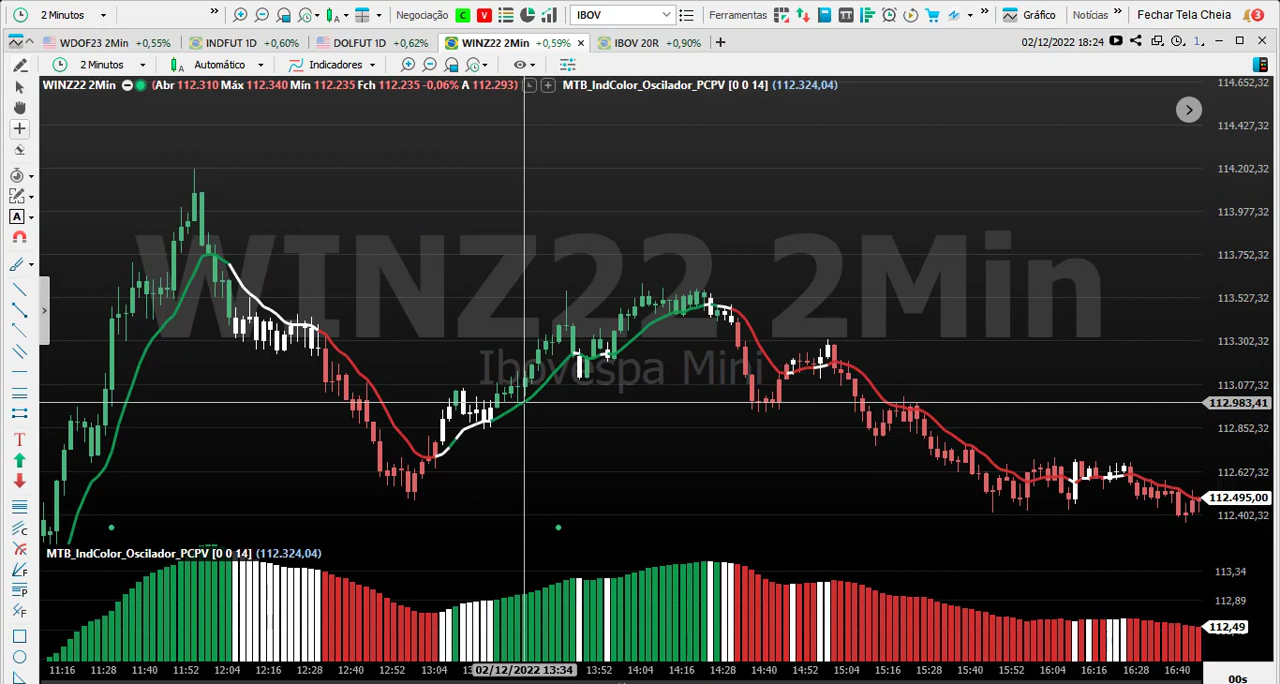 2 Minutos » Negociação C V IBOV Ferramentas » Gráfico Notícias » Fechar Tela Cheia 3
WDOF23 2Min +0,55% INDFUT 1D +0,60% DOLFUT 1D +0,62% WINZ22 2Min +0,59% × IBOV 20R +0,90% + 02/12/2022 18:24
2 Minutos Automático Indicadores
WINZ22 2Min (Abr 112.310 Máx 112.340 Mín 112.235 Fch 112.235 -0,06% A 112.293) MTB_IndColor_Oscilador_PCPV [0 0 14] (112.324,04)
114.652,32
114.427,32
114.202,32
113.977,32
113.752,32
113.527,32
113.302,32
113.077,32
112.983,41
112.852,32
112.627,32
112.495,00
112.402,32
WINZ22 2Min
Ibovespa Mini
MTB_IndColor_Oscilador_PCPV [0 0 14] (112.324,04)
113,34
112,89
112,49
11:16 11:28 11:40 11:52 12:04 12:16 12:28 12:40 12:52 13:04 02/12/2022 13:34 13:52 14:04 14:16 14:28 14:40 14:52 15:04 15:16 15:28 15:40 15:52 16:04 16:16 16:28 16:40
00s